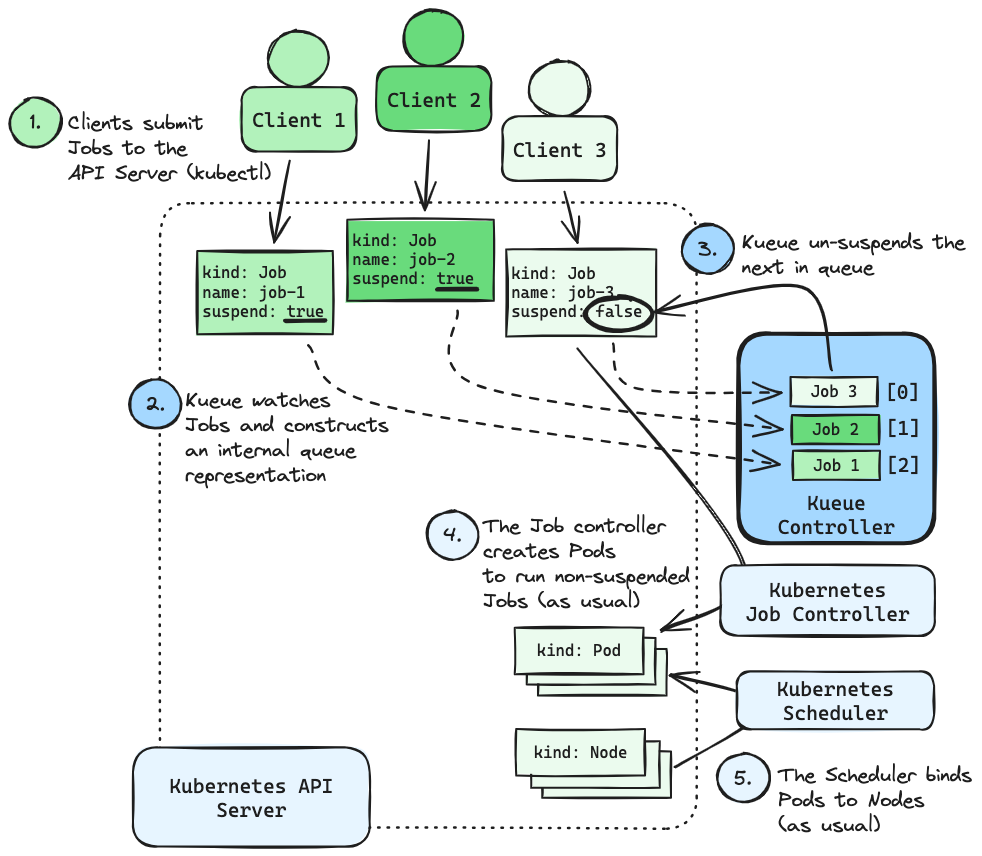 Client 1
Client 2
Client 3
1.
Clients submit
Jobs to the
API Server (kubectl)
kind: Job
name: job-1
suspend: true
kind: Job
name: job-2
suspend: true
kind: Job
name: job-3
suspend: false
3.
Kueue un-suspends the
next in queue
2.
Kueue watches
Jobs and constructs
an internal queue
representation
Job 3 [0]
Job 2 [1]
Job 1 [2]
Kueue
Controller
4.
The Job controller
creates Pods
to run non-suspended
Jobs (as usual)
Kubernetes
Job Controller
kind: Pod
Kubernetes
Scheduler
kind: Node
5.
The Scheduler binds
Pods to Nodes
(as usual)
Kubernetes API
Server